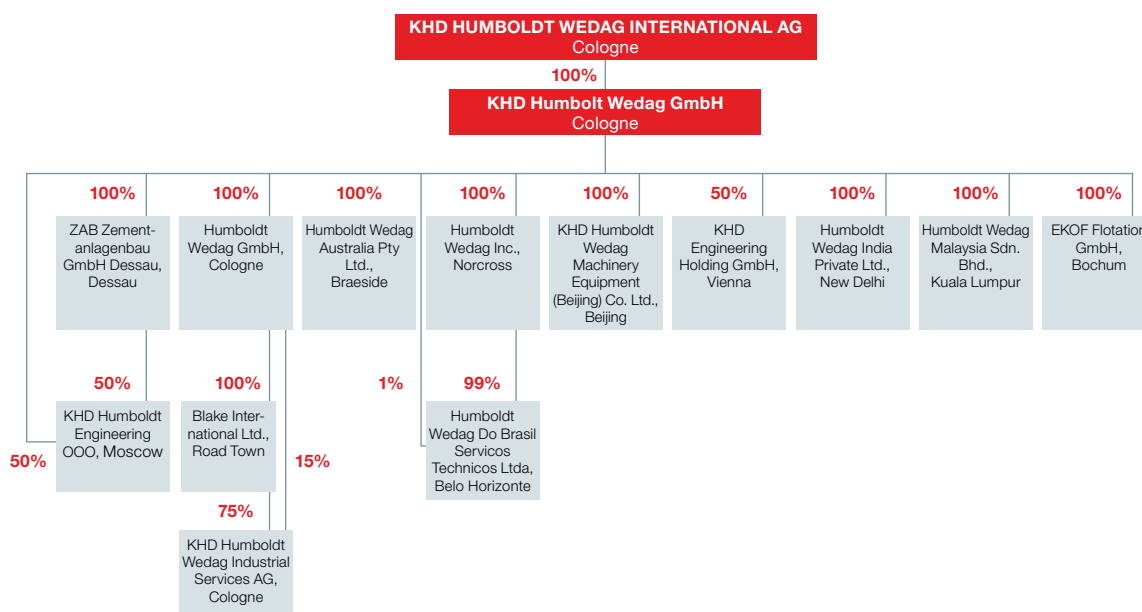 KHD HUMBOLDT WEDAG INTERNATIONAL AG
Cologne
100%
KHD Humbolt Wedag GmbH
Cologne
100%
100%
100%
100%
100%
50%
100%
100%
100%
ZAB Zement-
anlagenbau
GmbH Dessau,
Dessau
Humboldt
Wedag GmbH,
Cologne
Humboldt Wedag
Australia Pty
Ltd.,
Braeside
Humboldt
Wedag Inc.,
Norcross
KHD Humboldt
Wedag
Machinery
Equipment
(Beijing) Co. Ltd.,
Beijing
KHD
Engineering
Holding GmbH,
Vienna
Humboldt
Wedag India
Private Ltd.,
New Delhi
Humboldt Wedag
Malaysia Sdn.
Bhd.,
Kuala Lumpur
EKOF Flotation
GmbH,
Bochum
50%
100%
1%
99%
KHD Humboldt
Engineering
OOO, Moscow
Blake Inter-
national Ltd.,
Road Town
Humboldt
Wedag Do Brasil
Servicos
Technicos Ltda,
Belo Horizonte
50%
15%
75%
KHD Humboldt
Wedag Industrial
Services AG,
Cologne